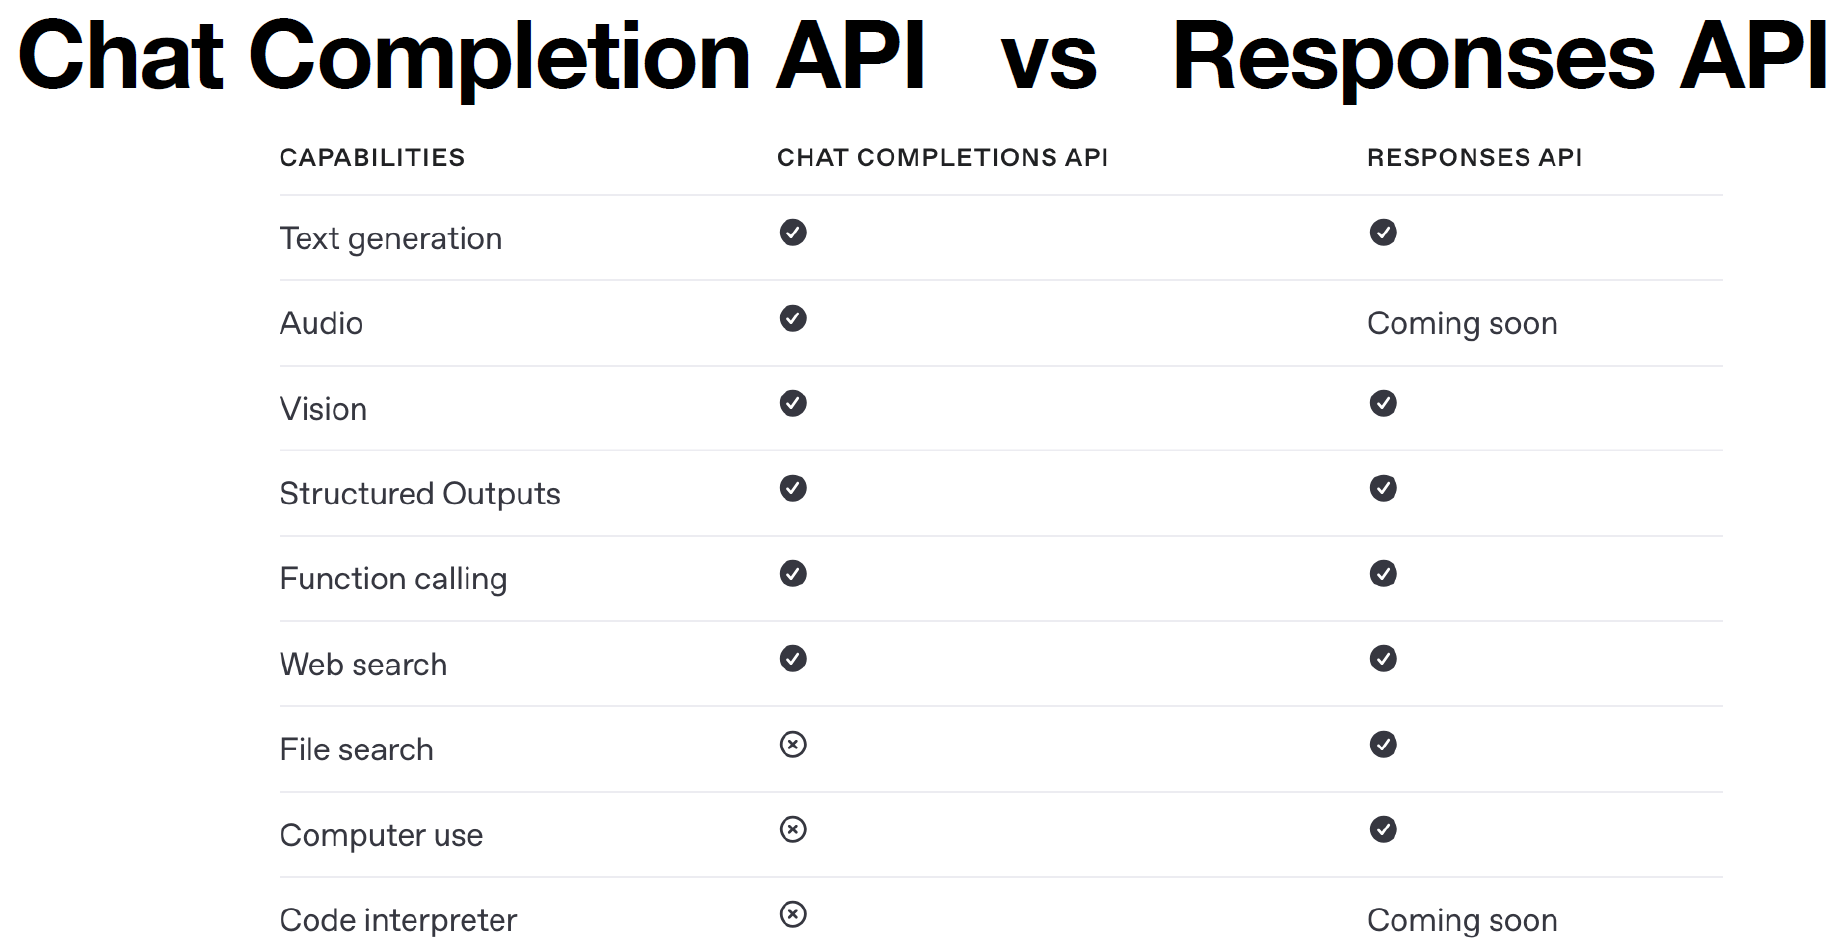 Chat Completion API vs Responses API
CAPABILITIES CHAT COMPLETIONS API RESPONSES API
Text generation
Audio Coming soon
Vision
Structured Outputs
Function calling
Web search
File search
Computer use
Code interpreter Coming soon